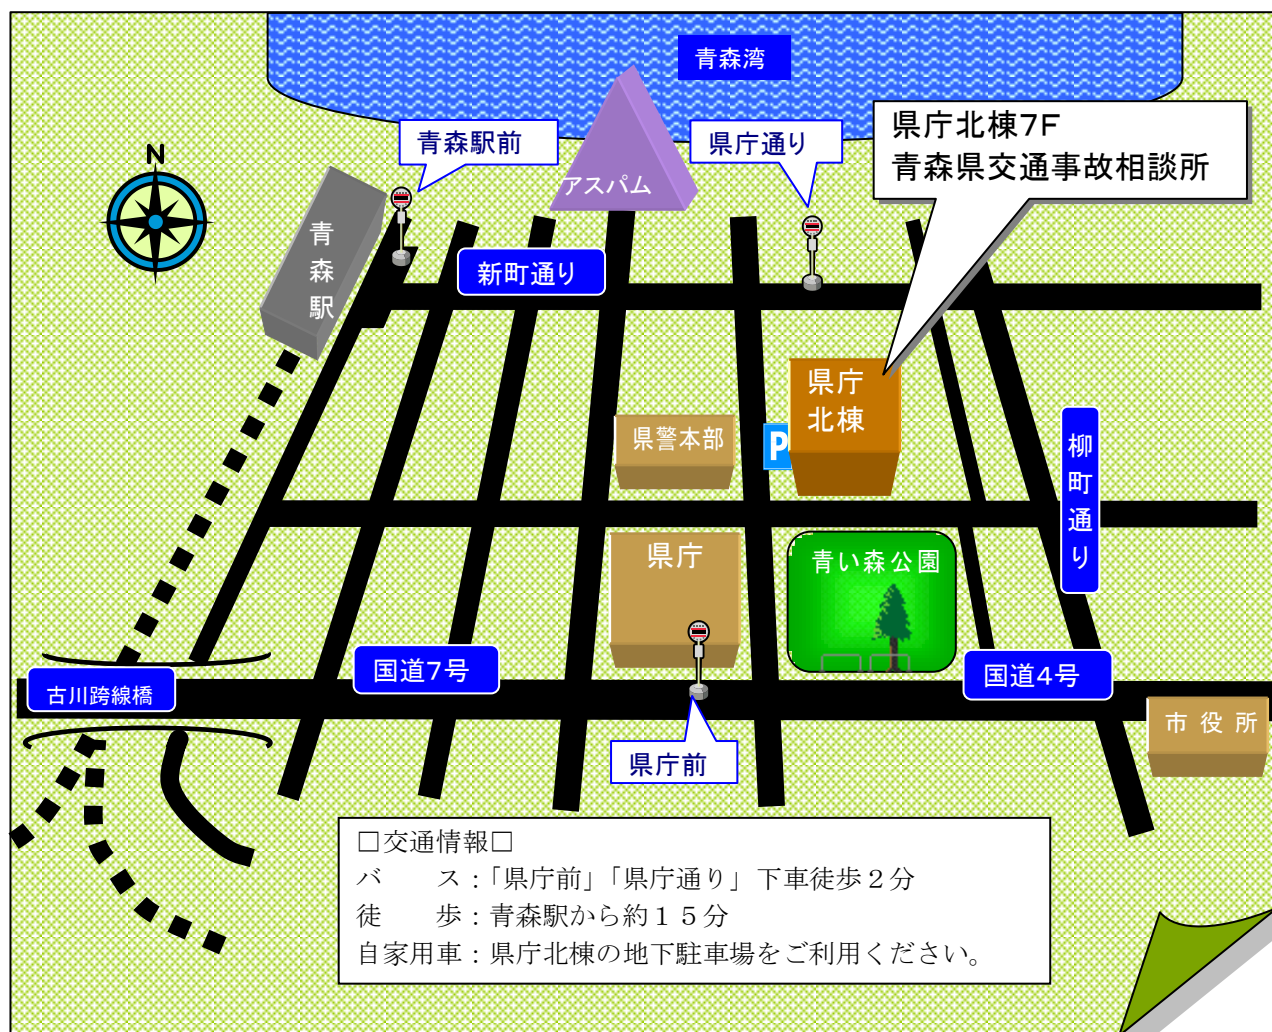 青森湾
県庁北棟7F
青森県交通事故相談所
青森駅前
県庁通り
N
アスパム
青森駅
新町通り
県庁
北棟
県警本部
P
柳町通り
県庁
青い森公園
古川跨線橋
国道7号
国道4号
市役所
県庁前
□交通情報□
バ　　ス：「県庁前」「県庁通り」下車徒歩２分
徒　　歩：青森駅から約１５分
自家用車：県庁北棟の地下駐車場をご利用ください。